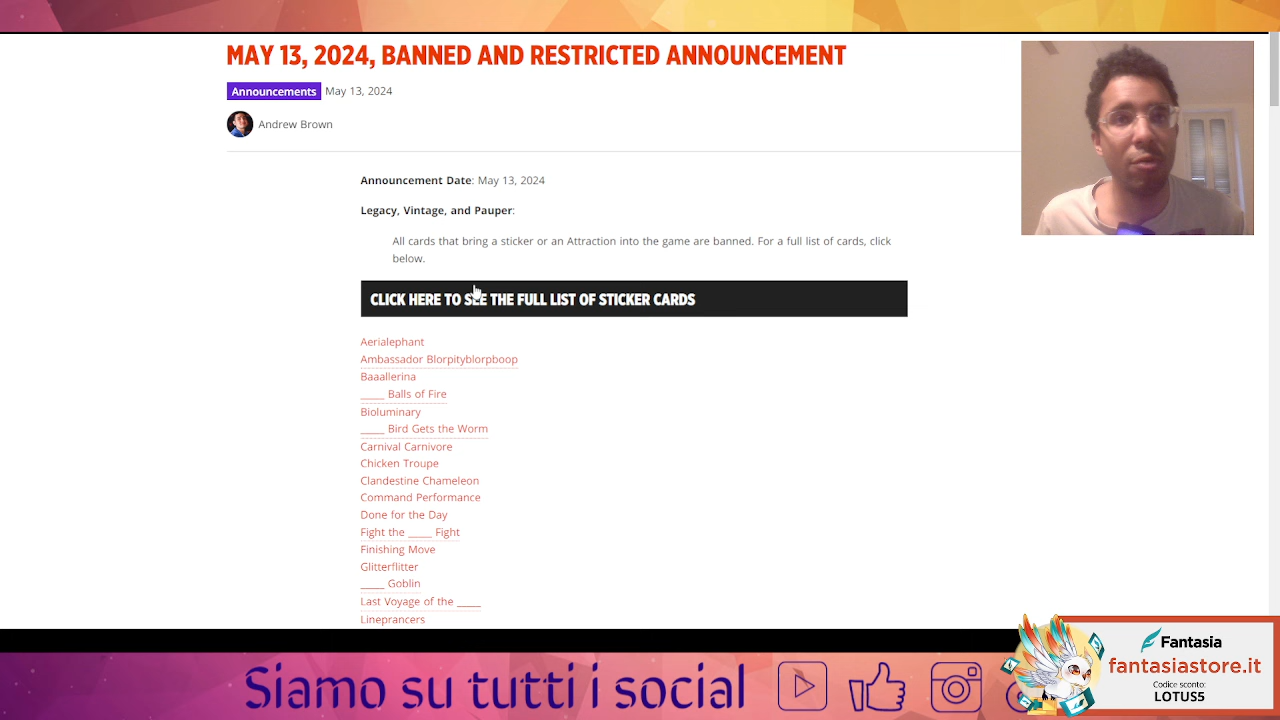 MAY 13, 2024, BANNED AND RESTRICTED ANNOUNCEMENT
Announcements May 13, 2024
Andrew Brown
Announcement Date: May 13, 2024
Legacy, Vintage, and Pauper:
All cards that bring a sticker or an Attraction into the game are banned. For a full list of cards, click
below.
CLICK HERE TO SEE THE FULL LIST OF STICKER CARDS
Aerialephant
Ambassador Blorpityblorpboop
Baaallerina
_____ Balls of Fire
Bioluminary
_____ Bird Gets the Worm
Carnival Carnivore
Chicken Troupe
Clandestine Chameleon
Command Performance
Done for the Day
Fight the _____ Fight
Finishing Move
Glitterflitter
_____ Goblin
Last Voyage of the _____
Lineprancers
Siamo su tutti i social
Fantasia
fantasiastore.it
Codice sconto:
LOTUS5